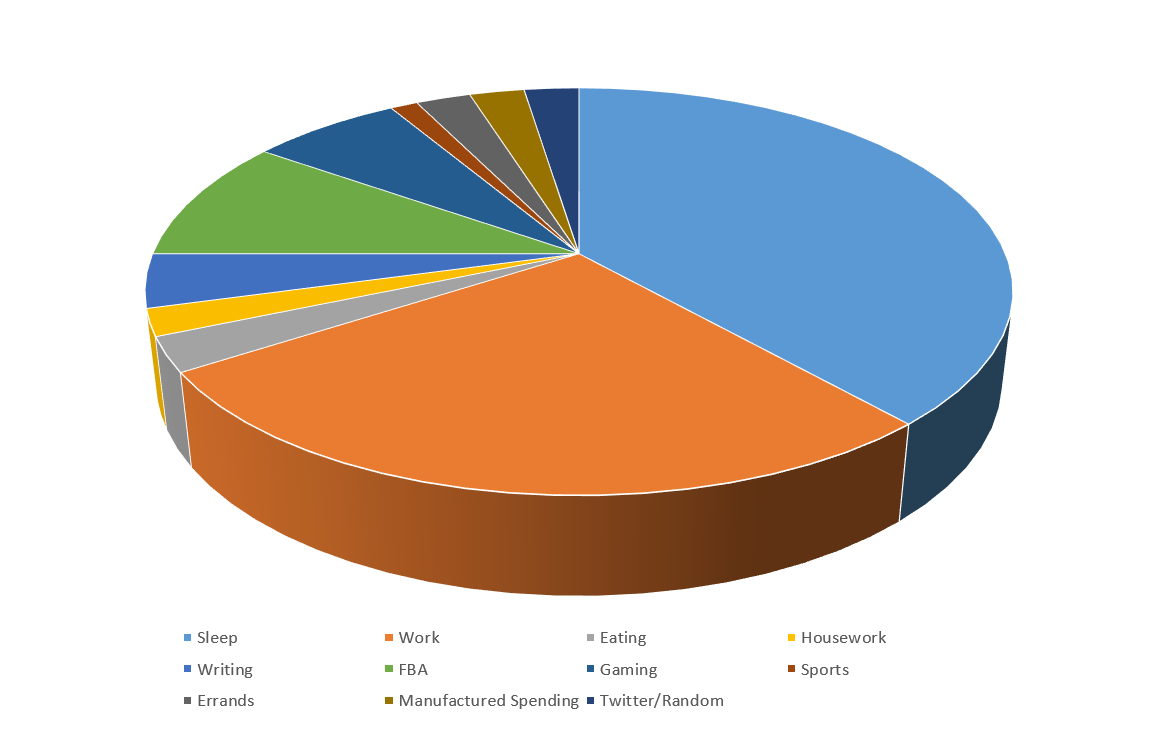 Sleep Work Eating Housework
Writing FBA Gaming Sports
Errands Manufactured Spending Twitter/Random